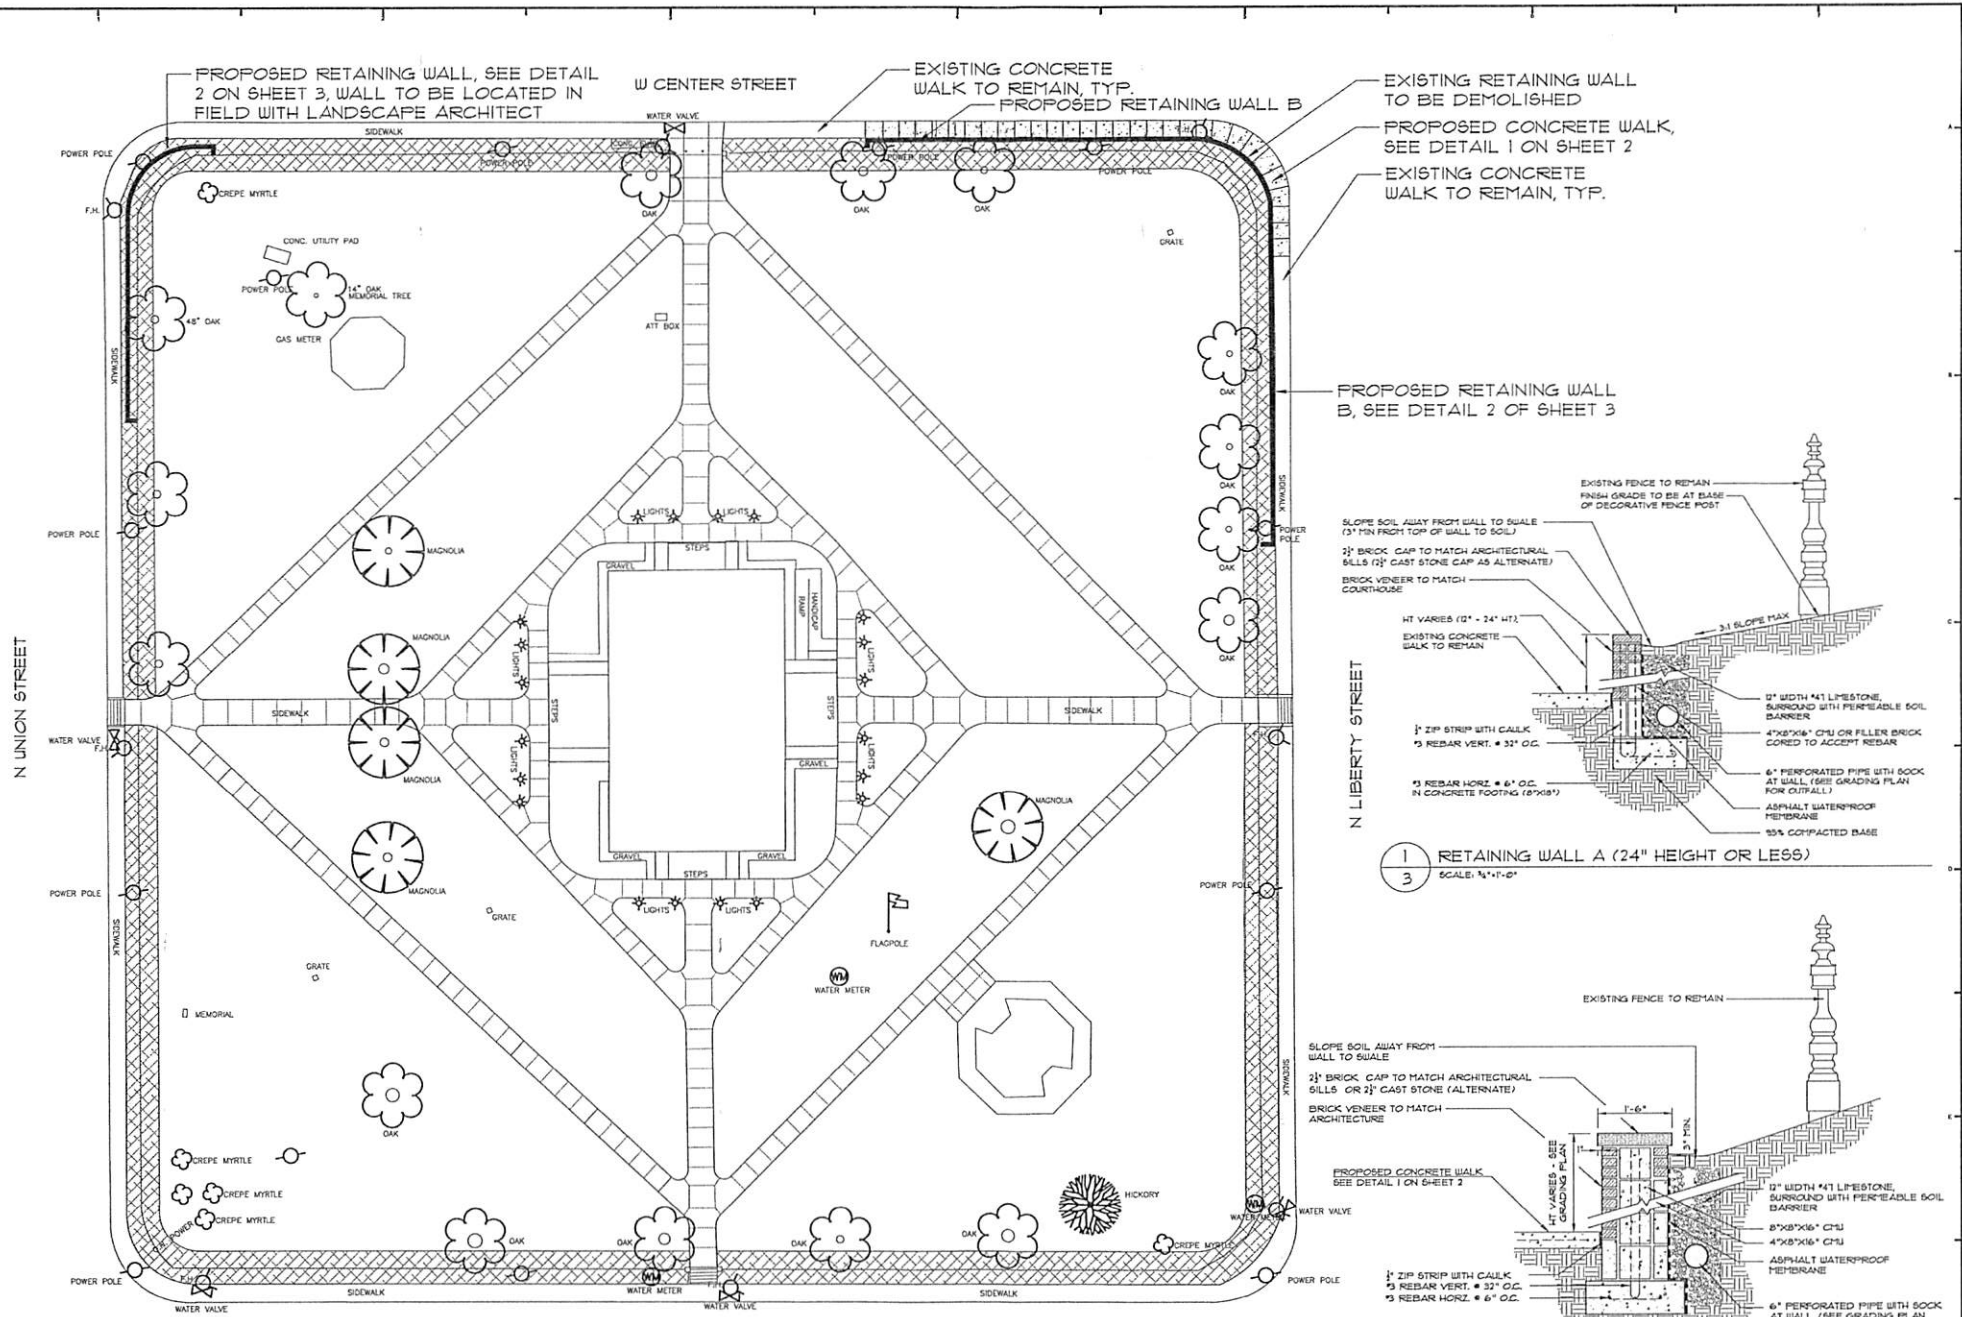 PROPOSED RETAINING WALL, SEE DETAIL
2 ON SHEET 3, WALL TO BE LOCATED IN
FIELD WITH LANDSCAPE ARCHITECT
W CENTER STREET
EXISTING CONCRETE
WALK TO REMAIN, TYP.
PROPOSED RETAINING WALL B
EXISTING RETAINING WALL
TO BE DEMOLISHED
PROPOSED CONCRETE WALK,
SEE DETAIL 1 ON SHEET 2
EXISTING CONCRETE
WALK TO REMAIN, TYP.
WATER VALVE
SIDEWALK
POWER POLE
POWER POLE
POWER POLE
POWER POLE
CREPE MYRTLE
F.H.
OAK
OAK
OAK
GRATE
CONC. UTILITY PAD
POWER POLE
14" OAK
MEMORIAL TREE
48" OAK
GAS METER
ATT BOX
SIDEWALK
OAK
PROPOSED RETAINING WALL
B, SEE DETAIL 2 OF SHEET 3
OAK
SIDEWALK
OAK
POWER
POLE
OAK
POWER POLE
MAGNOLIA
LIGHTS
LIGHTS
STEPS
GRAVEL
HANDICAP
RAMP
MAGNOLIA
LIGHTS
LIGHTS
N UNION STREET
SIDEWALK
STEPS
STEPS
SIDEWALK
N LIBERTY STREET
WATER VALVE
F.H.
MAGNOLIA
LIGHTS
LIGHTS
GRAVEL
MAGNOLIA
MAGNOLIA
GRAVEL
GRAVEL
STEPS
POWER POLE
POWER POLE
LIGHTS
LIGHTS
GRATE
SIDEWALK
FLAGPOLE
GRATE
WM
WATER METER
MEMORIAL
SIDEWALK
OAK
CREPE MYRTLE
CREPE MYRTLE
CREPE MYRTLE
HICKORY
WM
WATER VALVE
OAK
OAK
OAK
OAK
CREPE MYRTLE
POWER POLE
F.H.
WATER VALVE
SIDEWALK
WM
WATER METER
F.H.
WATER VALVE
SIDEWALK
POWER POLE
EXISTING FENCE TO REMAIN
FINISH GRADE TO BE AT BASE
OF DECORATIVE FENCE POST
SLOPE SOIL AWAY FROM WALL TO SWALE
(3" MIN FROM TOP OF WALL TO SOIL)
2½" BRICK CAP TO MATCH ARCHITECTURAL
SILLS (2½" CAST STONE CAP AS ALTERNATE)
BRICK VENEER TO MATCH
COURTHOUSE
HT VARIES (12" - 24" HT).
EXISTING CONCRETE
WALK TO REMAIN
3:1 SLOPE MAX
12" WIDTH #47 LIMESTONE,
SURROUND WITH PERMEABLE SOIL
BARRIER
4"X8"X16" CMU OR FILLER BRICK
CORED TO ACCEPT REBAR
ZIP STRIP WITH CAULK
#3 REBAR VERT. @ 32" O.C.
6" PERFORATED PIPE WITH SOCK
AT WALL (SEE GRADING PLAN
FOR OUTFALL)
#3 REBAR HORZ. @ 6" O.C.
IN CONCRETE FOOTING (8"X18")
ASPHALT WATERPROOF
MEMBRANE
95% COMPACTED BASE
1
3
RETAINING WALL A (24" HEIGHT OR LESS)
SCALE: ¾"=1'-0"
EXISTING FENCE TO REMAIN
SLOPE SOIL AWAY FROM
WALL TO SWALE
2½" BRICK CAP TO MATCH ARCHITECTURAL
SILLS OR 2½" CAST STONE (ALTERNATE)
BRICK VENEER TO MATCH
ARCHITECTURE
1'-6"
3" MIN.
HT VARIES - SEE
GRADING PLAN
PROPOSED CONCRETE WALK
SEE DETAIL 1 ON SHEET 2
12" WIDTH #47 LIMESTONE,
SURROUND WITH PERMEABLE SOIL
BARRIER
8"X8"X16" CMU
4"X8"X16" CMU
ASPHALT WATERPROOF
MEMBRANE
ZIP STRIP WITH CAULK
#3 REBAR VERT. @ 32" O.C.
#3 REBAR HORZ. @ 6" O.C.
6" PERFORATED PIPE WITH SOCK
AT WALL (SEE GRADING PLAN